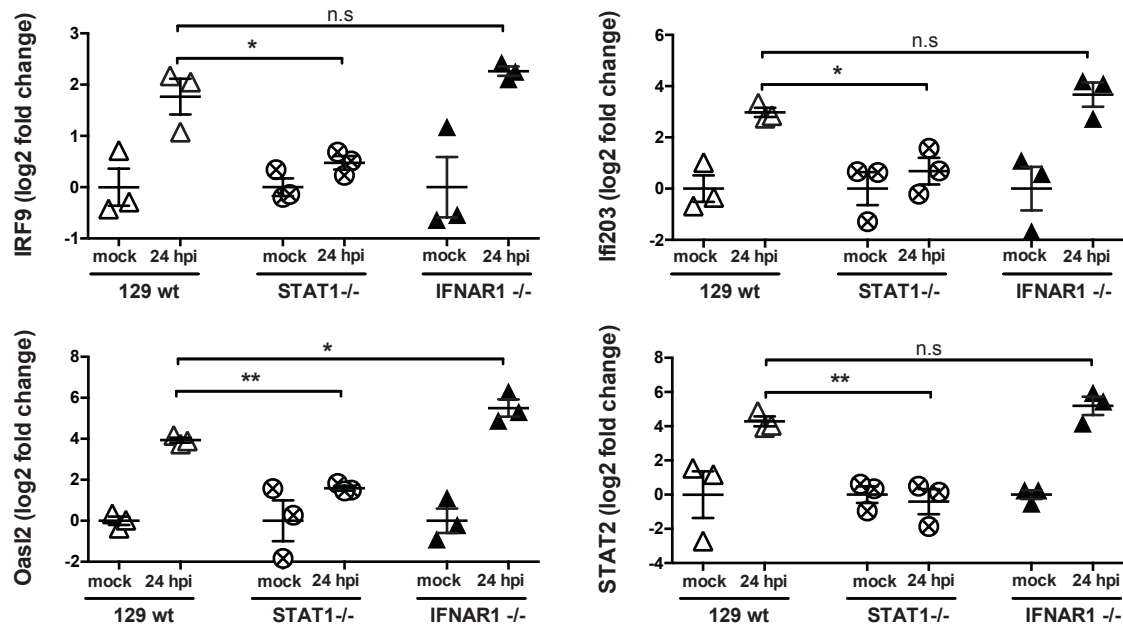 IRF9 (log2 fold change)
n.s
*
3
2
1
0
-1
mock 24 hpi mock 24 hpi mock 24 hpi
129 wt STAT1-/- IFNAR1 -/-
Ifi203 (log2 fold change)
n.s
*
6
4
2
0
-2
mock 24 hpi mock 24 hpi mock 24 hpi
129 wt STAT1-/- IFNAR1 -/-
Oasl2 (log2 fold change)
*
**
8
6
4
2
0
-2
mock 24 hpi mock 24 hpi mock 24 hpi
129 wt STAT1-/- IFNAR1 -/-
STAT2 (log2 fold change)
n.s
**
8
6
4
2
0
-2
-4
mock 24 hpi mock 24 hpi mock 24 hpi
129 wt STAT1-/- IFNAR1 -/-